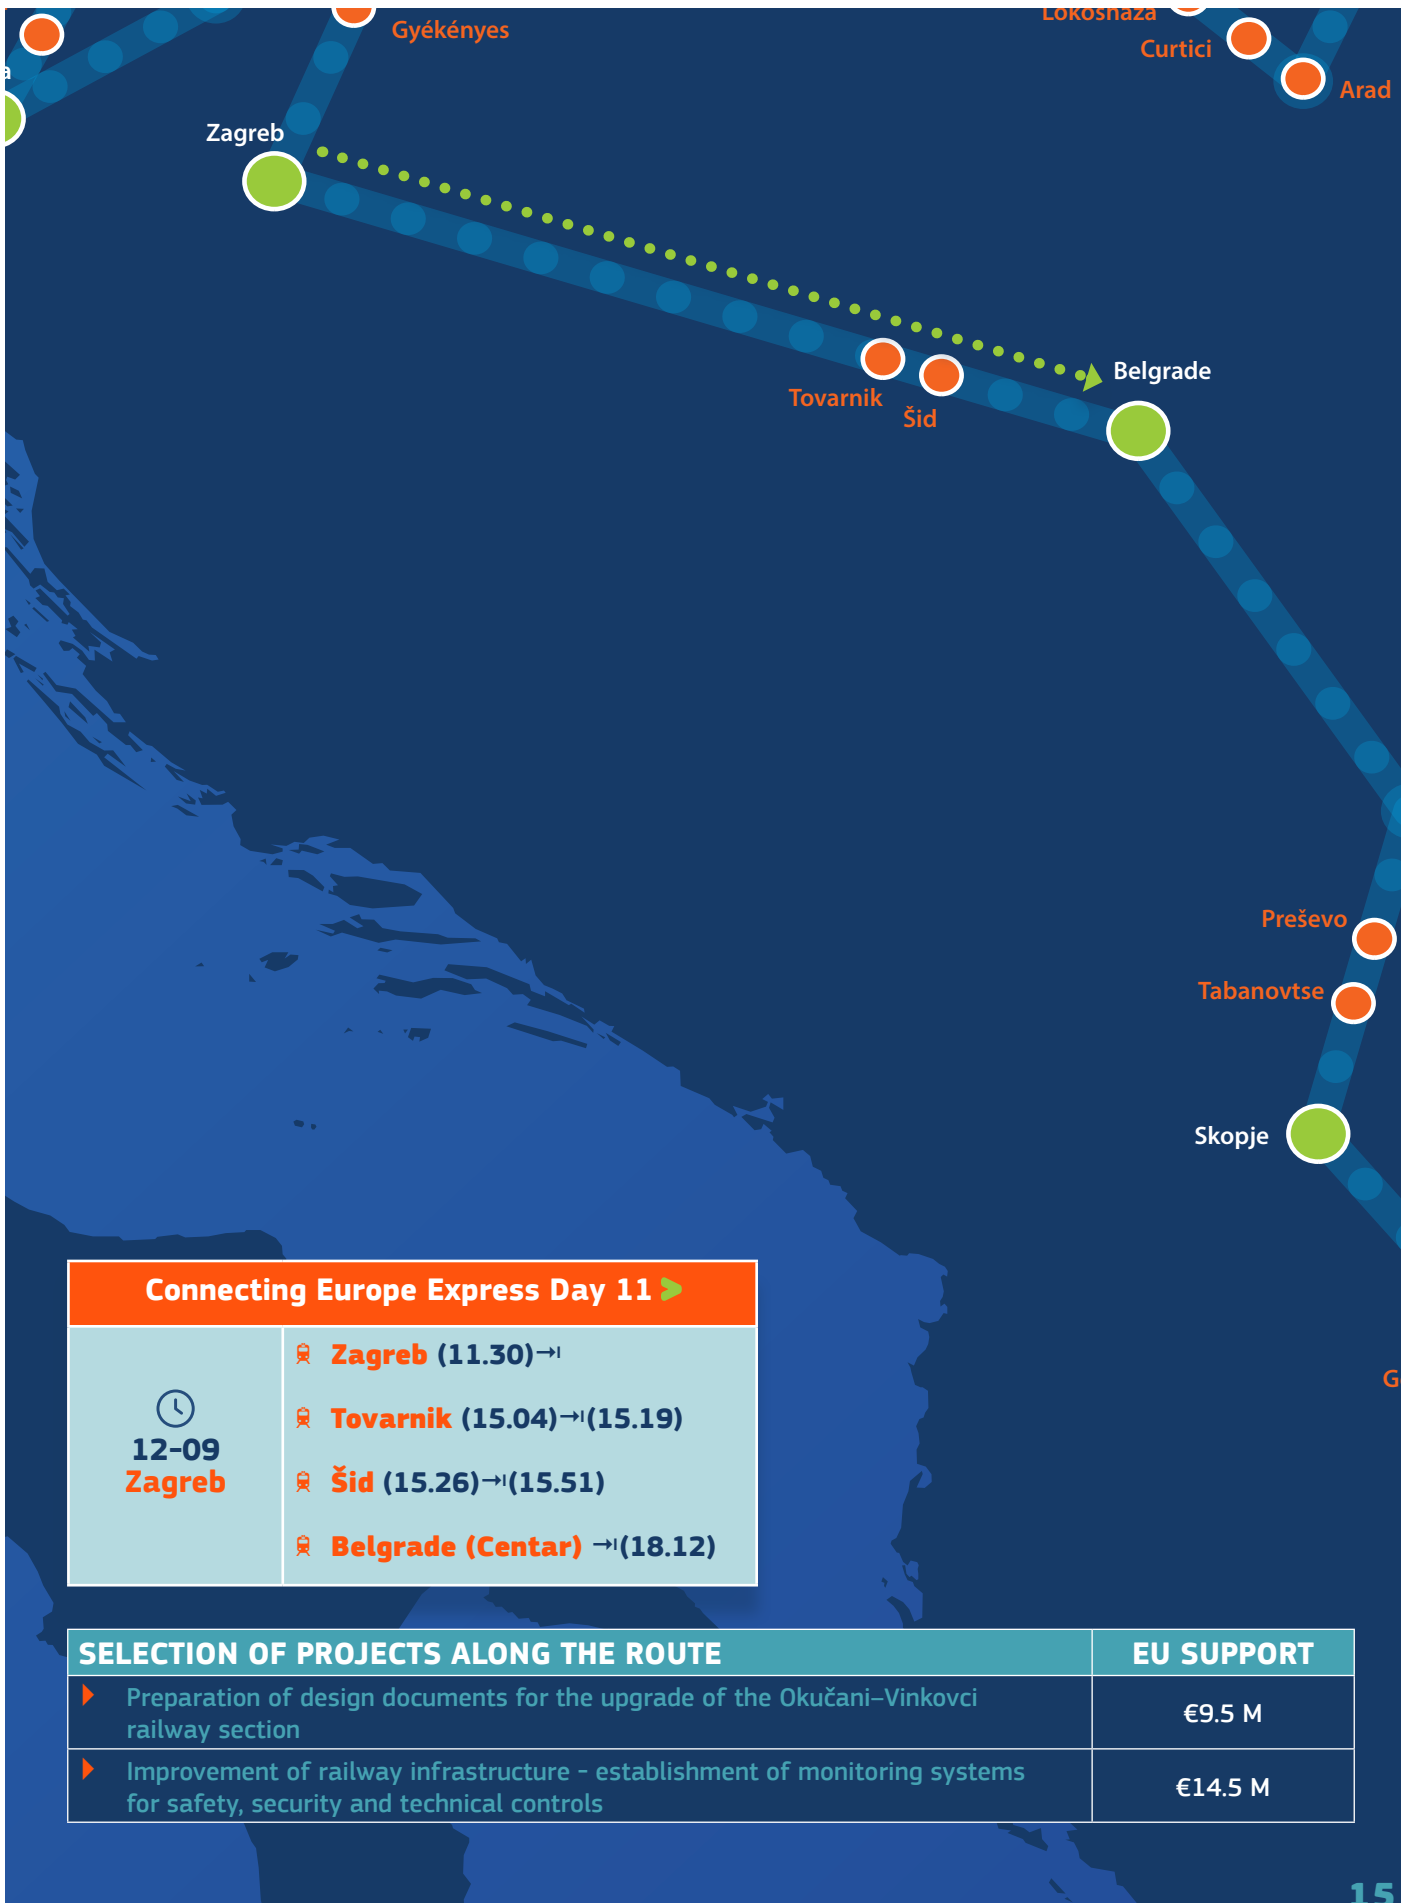 Gyékényes
Lőkösháza
Curtici
Arad
a
Zagreb
Belgrade
Tovarnik
Šid
Preševo
Tabanovtse
Skopje
Connecting Europe Express Day 11 >
12-09
Zagreb
Zagreb (11.30)→
Tovarnik (15.04)→(15.19)
Šid (15.26)→(15.51)
Belgrade (Centar) →(18.12)
SELECTION OF PROJECTS ALONG THE ROUTE
EU SUPPORT
Preparation of design documents for the upgrade of the Okučani–Vinkovci
railway section
€9.5 M
Improvement of railway infrastructure - establishment of monitoring systems
for safety, security and technical controls
€14.5 M
15